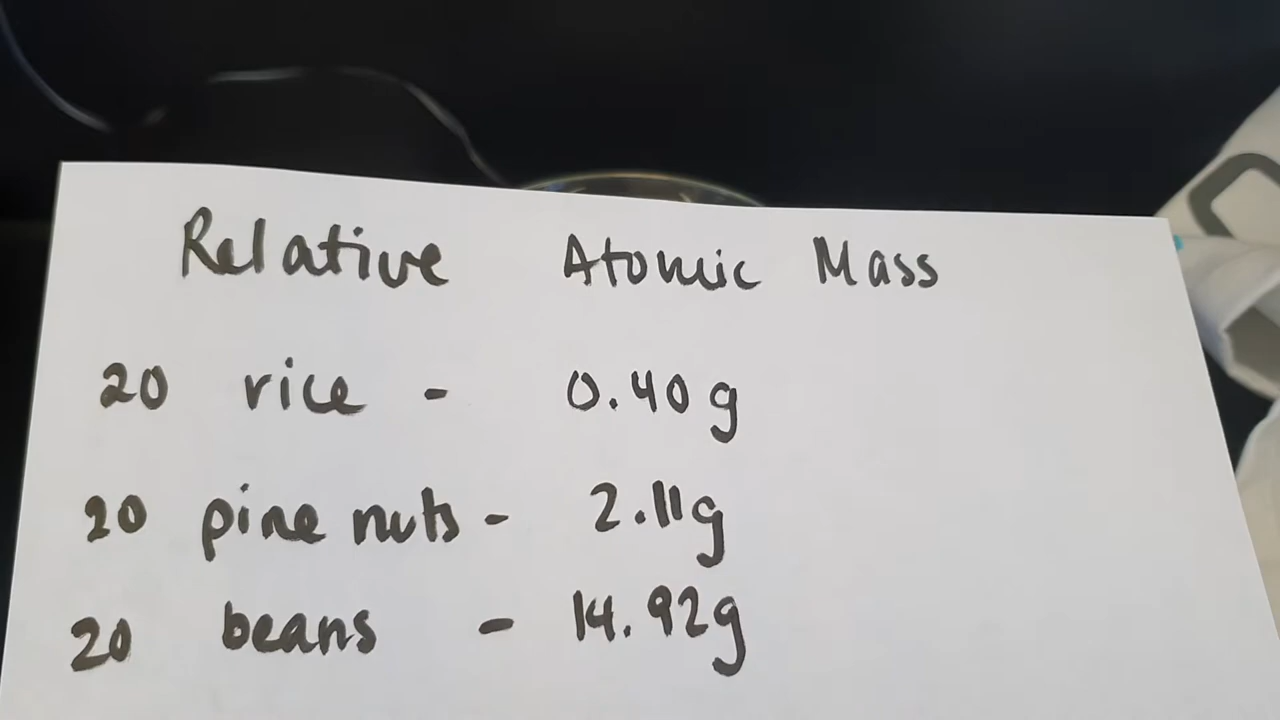 Relative Atomic Mass
20 rice - 0.40g
20 pine nuts - 2.11g
20 beans - 14.92g